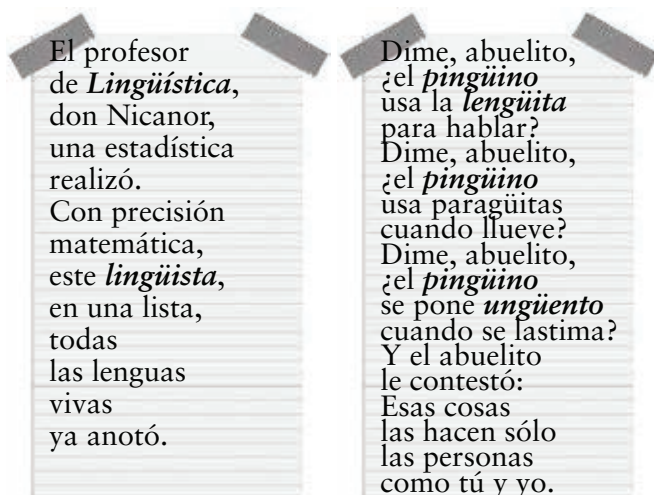 El profesor
de Lingüística,
don Nicanor,
una estadística
realizó.
Con precisión
matemática,
este lingüista,
en una lista,
todas
las lenguas
vivas
ya anotó.
Dime, abuelito,
¿el pingüino
usa la lengüita
para hablar?
Dime, abuelito,
¿el pingüino
usa paragüitas
cuando llueve?
Dime, abuelito,
¿el pingüino
se pone ungüento
cuando se lastima?
Y el abuelito
le contestó:
Esas cosas
las hacen sólo
las personas
como tú y yo.